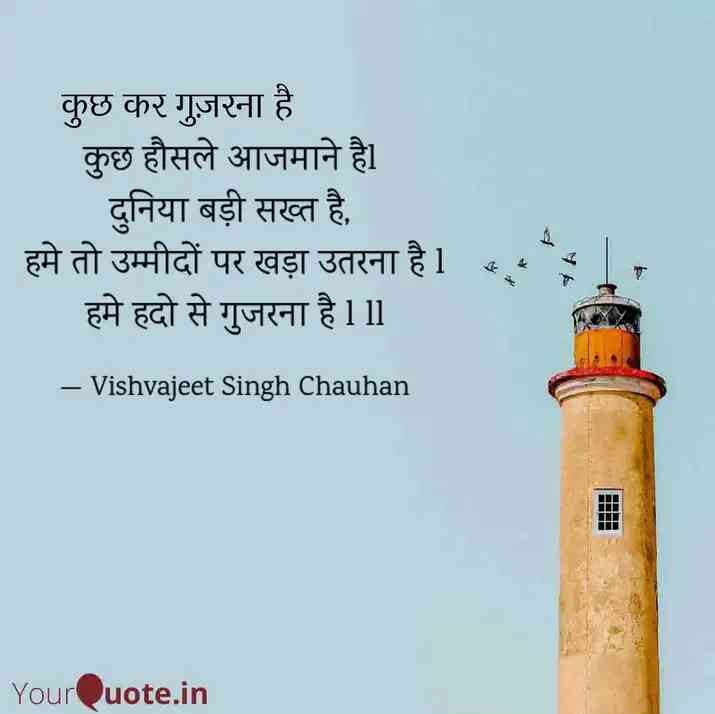 कुछ कर गुज़रना है
कुछ हौसले आजमाने हैl
दुनिया बड़ी सख्त है,
हमे तो उम्मीदों पर खड़ा उतरना है l
हमे हदो से गुजरना है l ll
— Vishvajeet Singh Chauhan
YourQuote.in